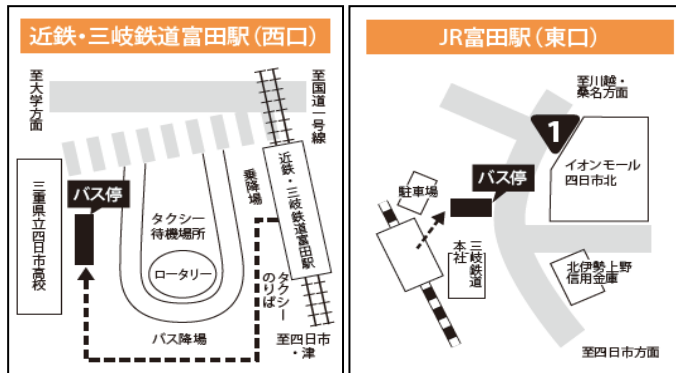 近鉄・三岐鉄道富田駅（西口）
至大学方面
至国道一号線
三重県立四日市高校
バス停
タクシー
待機場所
ロータリー
乗降場
近鉄・三岐鉄道富田駅
タクシー
のりば
バス降場
至四日市
・津
JR富田駅（東口）
至川越・
桑名方面
1
イオンモール
四日市北
駐車場
バス停
三岐鉄道
本社
北伊勢上野
信用金庫
至四日市方面